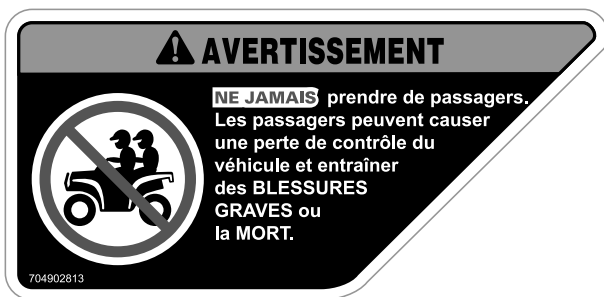 AVERTISSEMENT
NE JAMAIS prendre de passagers.
Les passagers peuvent causer
une perte de contrôle du
véhicule et entraîner
des BLESSURES
GRAVES ou
la MORT.
704902813